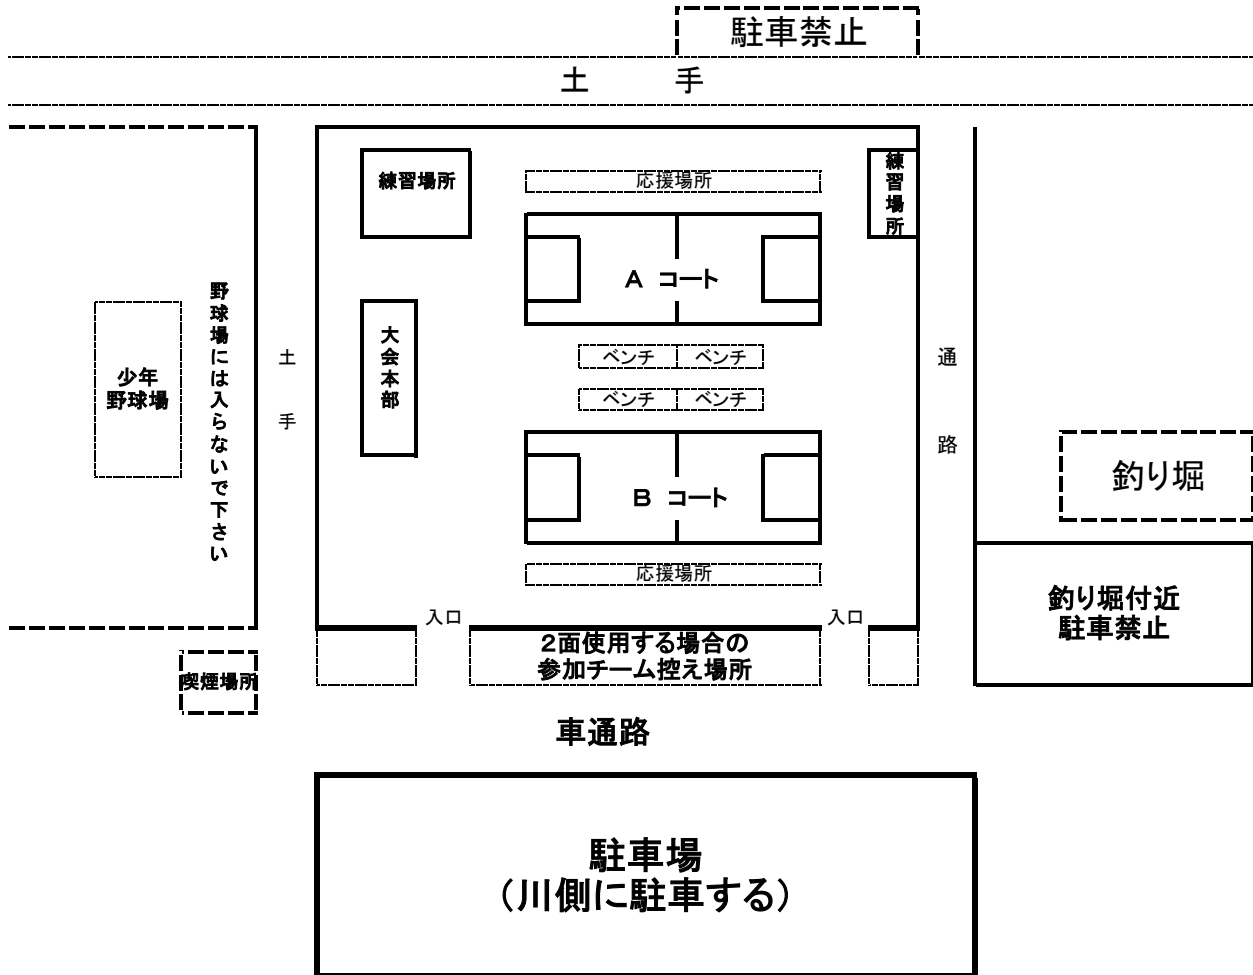 駐車禁止
土　　手
練習場所
応援場所
練習場所
A コート
野球場には入らないで下さい
土　手
大会本部
ベンチ ベンチ
通　路
少年
野球場
ベンチ ベンチ
釣り堀
B コート
応援場所
釣り堀付近
駐車禁止
入口
入口
2面使用する場合の
参加チーム控え場所
喫煙場所
車通路
駐車場
(川側に駐車する)